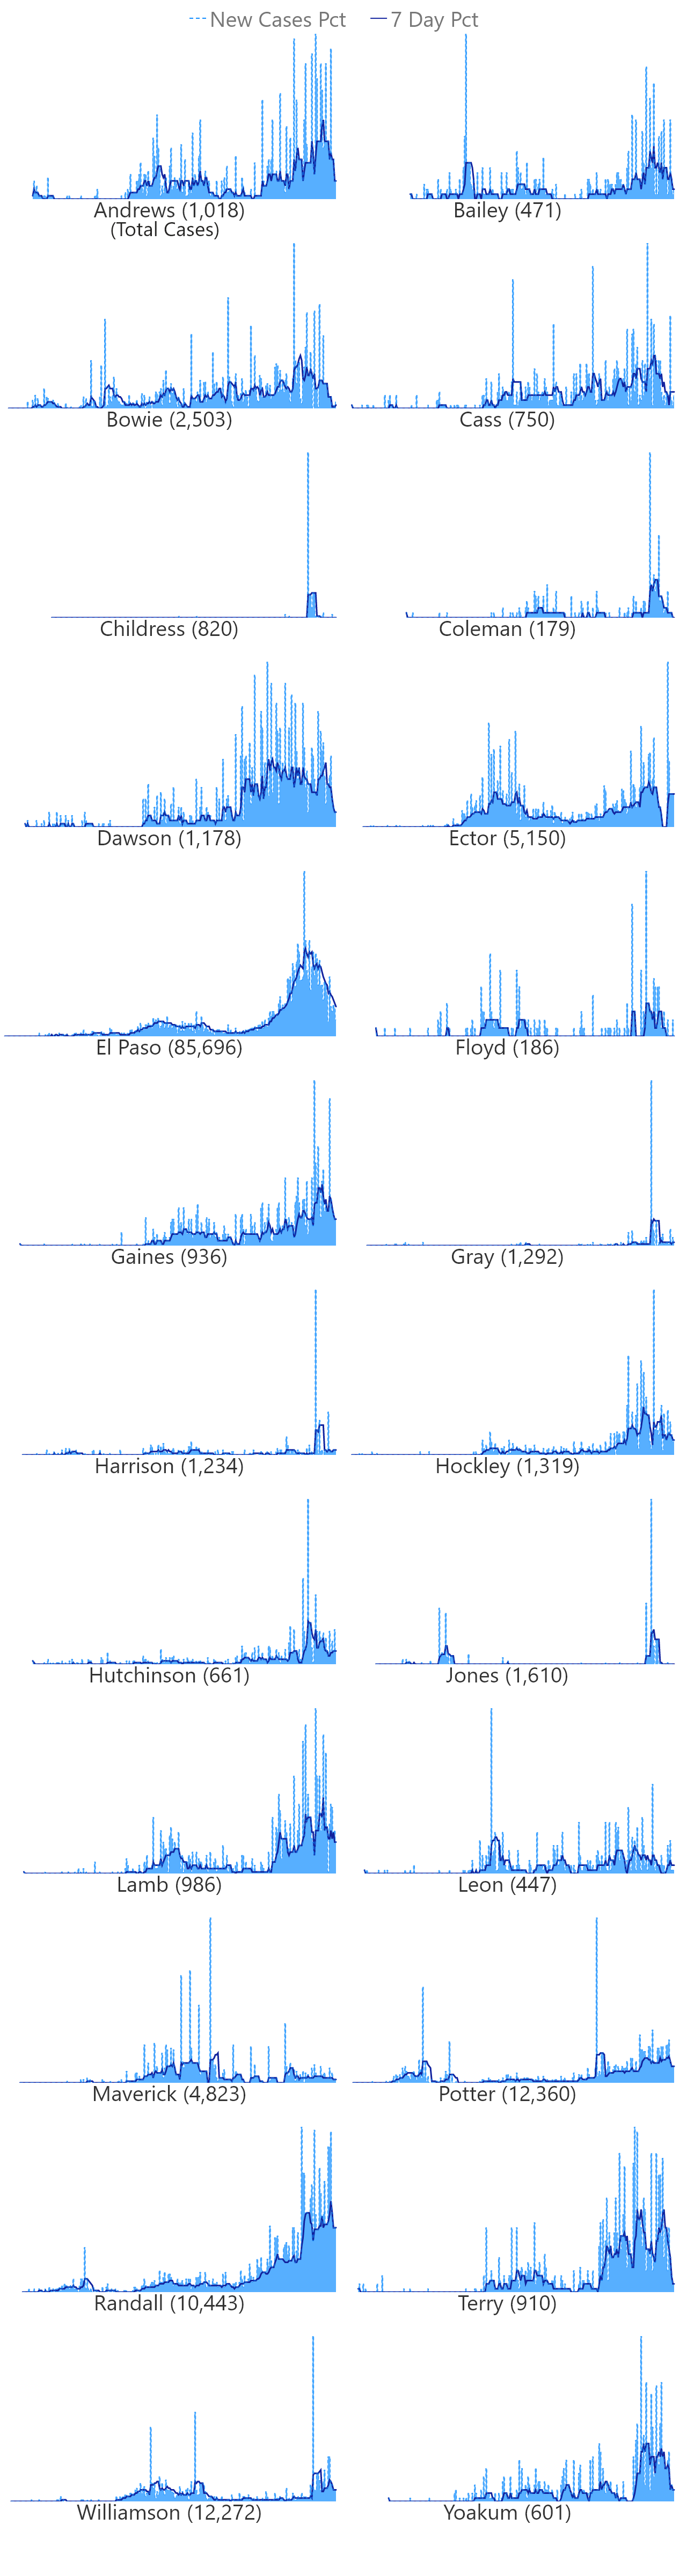 New Cases Pct 7 Day Pct
Andrews (1,018) Bailey (471)
(Total Cases)
Bowie (2,503) Cass (750)
Childress (820) Coleman (179)
Dawson (1,178) Ector (5,150)
El Paso (85,696) Floyd (186)
Gaines (936) Gray (1,292)
Harrison (1,234) Hockley (1,319)
Hutchinson (661) Jones (1,610)
Lamb (986) Leon (447)
Maverick (4,823) Potter (12,360)
Randall (10,443) Terry (910)
Williamson (12,272) Yoakum (601)